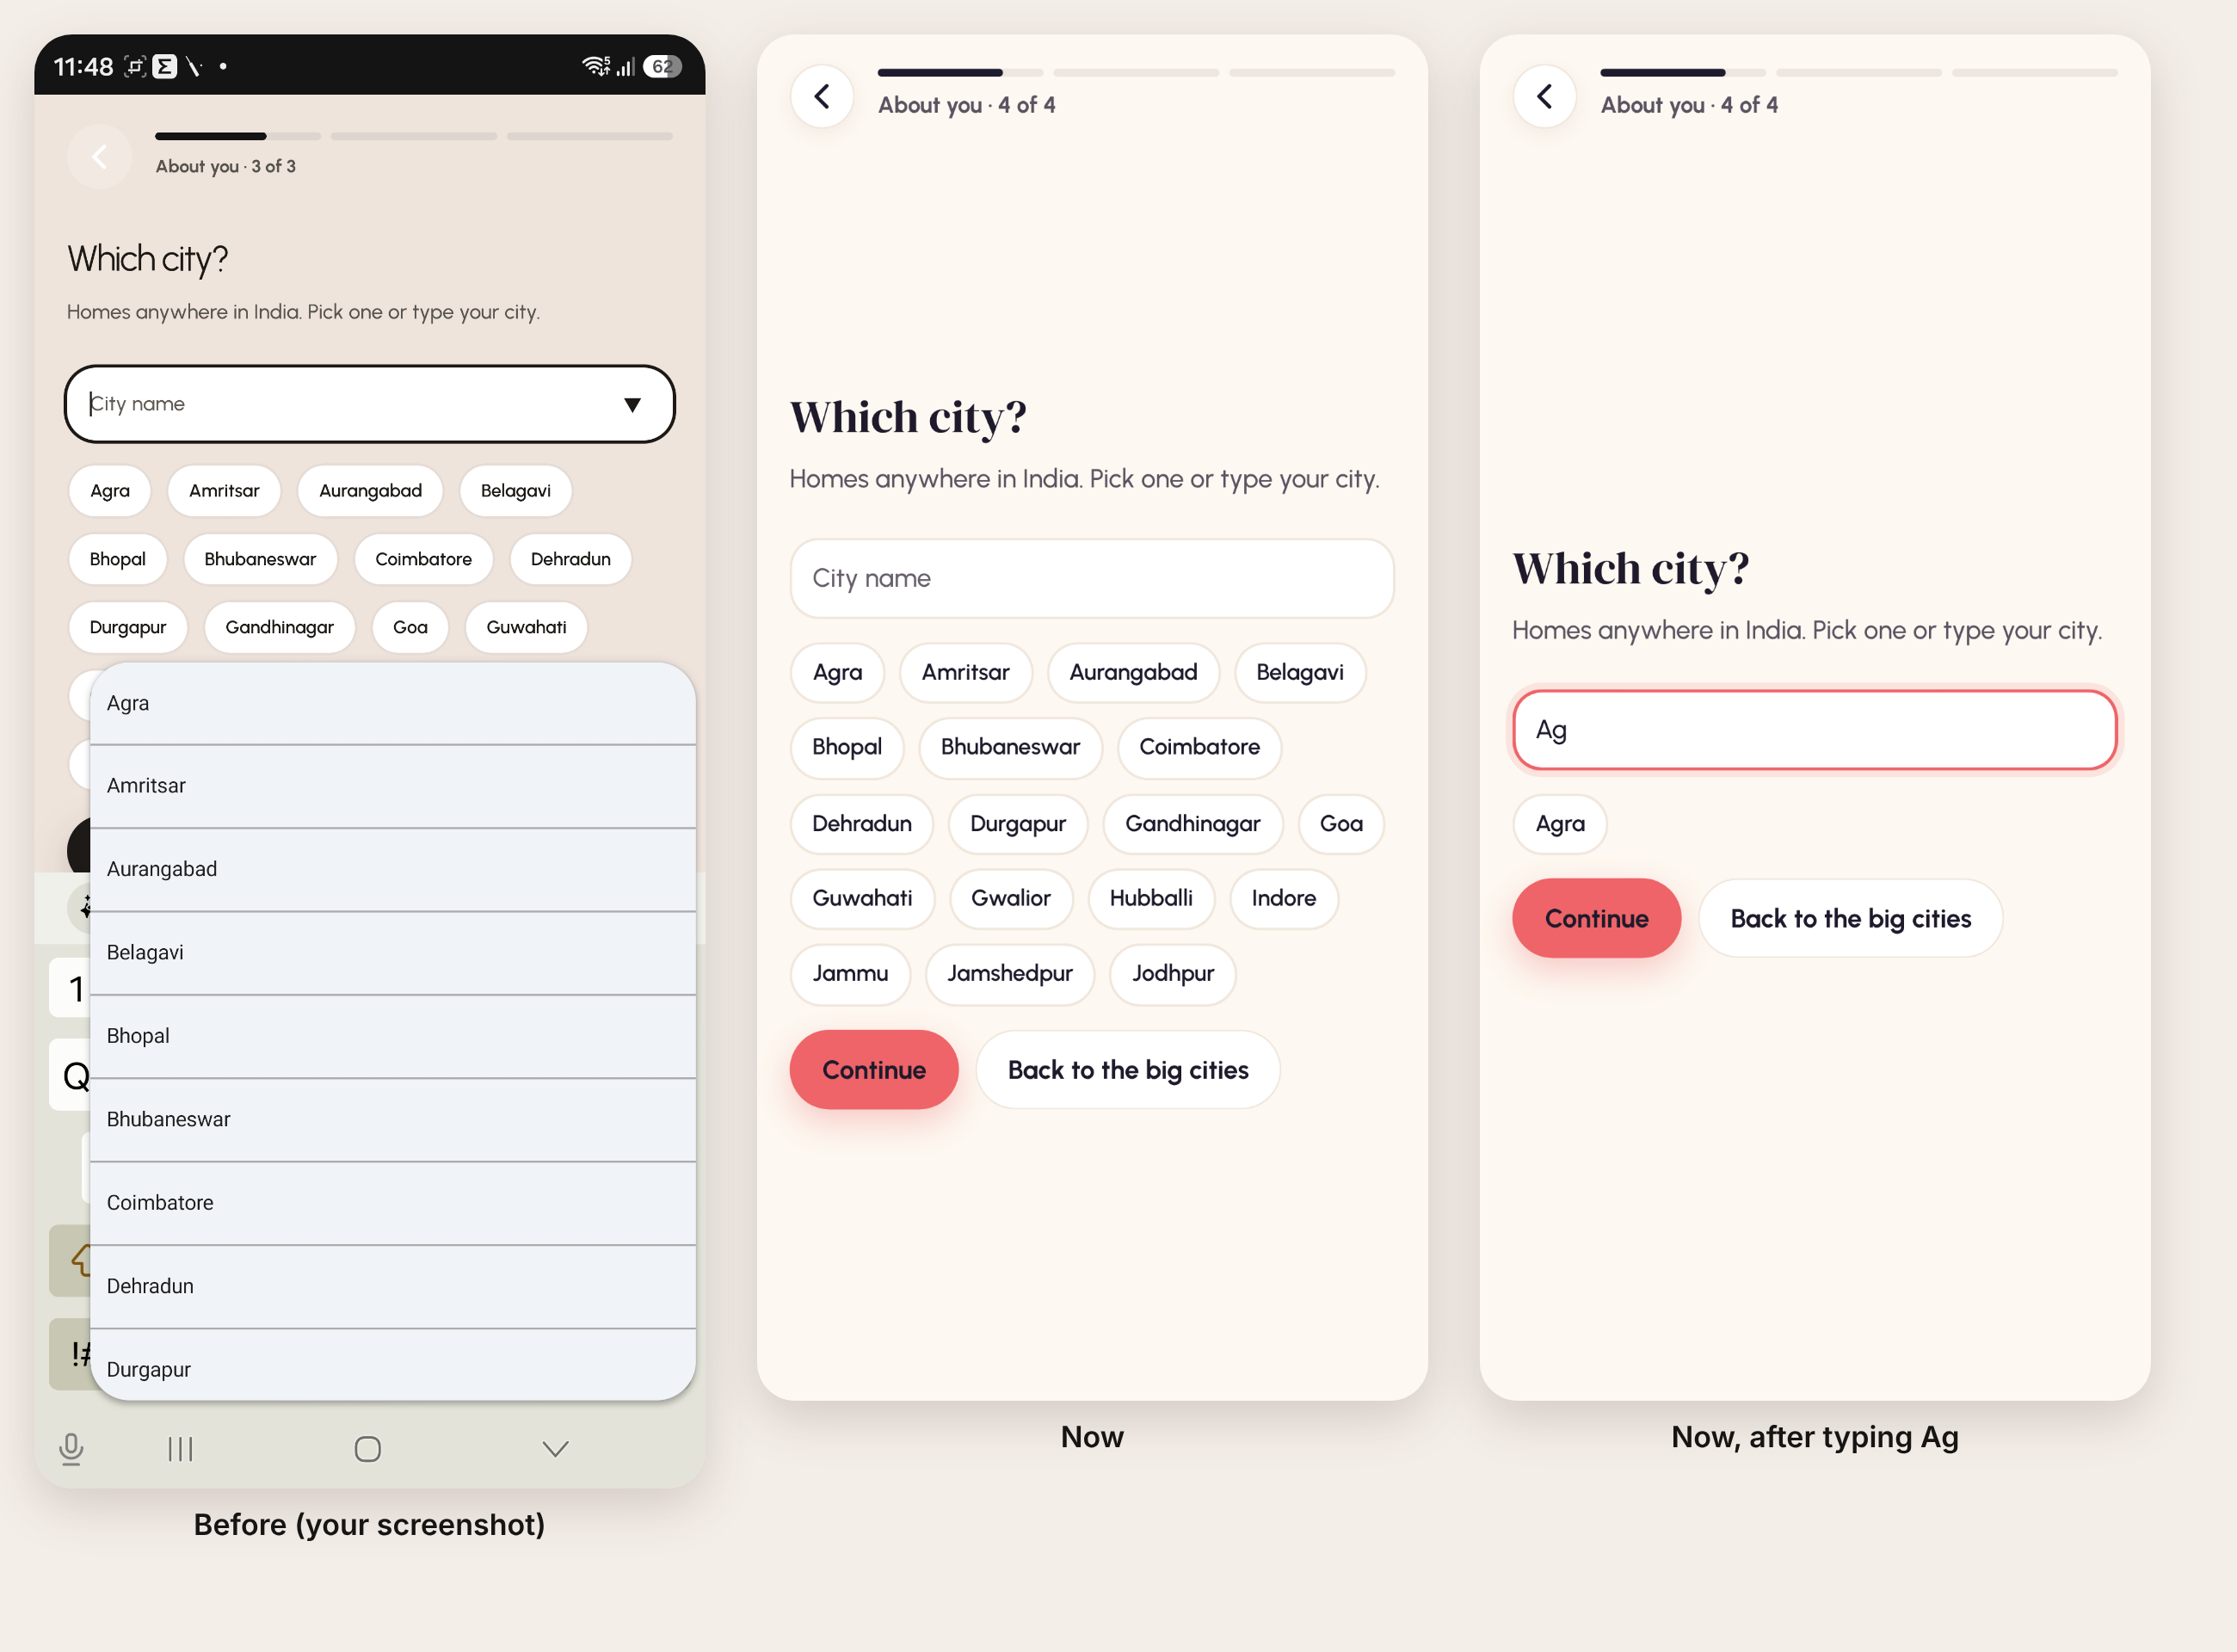 11:48
62
About you · 3 of 3
Which city?
Homes anywhere in India. Pick one or type your city.
City name
Agra Amritsar Aurangabad Belagavi
Bhopal Bhubaneswar Coimbatore Dehradun
Durgapur Gandhinagar Goa Guwahati
Agra
Amritsar
Aurangabad
Belagavi
Bhopal
Bhubaneswar
Coimbatore
Dehradun
Durgapur
1
Q
!#
Before (your screenshot)
About you · 4 of 4
Which city?
Homes anywhere in India. Pick one or type your city.
City name
Agra Amritsar Aurangabad Belagavi
Bhopal Bhubaneswar Coimbatore
Dehradun Durgapur Gandhinagar Goa
Guwahati Gwalior Hubballi Indore
Jammu Jamshedpur Jodhpur
Continue Back to the big cities
Now
About you · 4 of 4
Which city?
Homes anywhere in India. Pick one or type your city.
Ag
Agra
Continue Back to the big cities
Now, after typing Ag